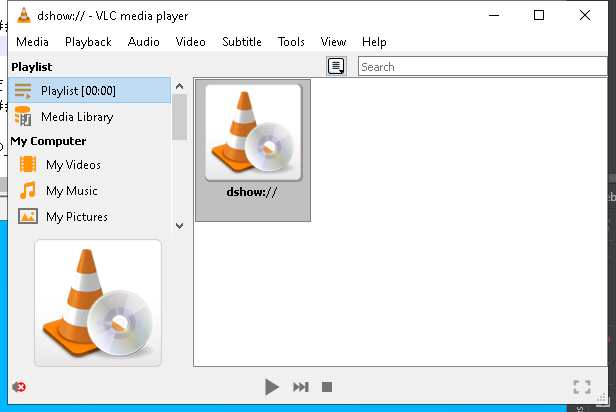 dshow:// - VLC media player
Media Playback Audio Video Subtitle Tools View Help
Playlist
Search
Playlist [00:00]
Media Library
My Computer
My Videos
My Music
My Pictures
dshow://